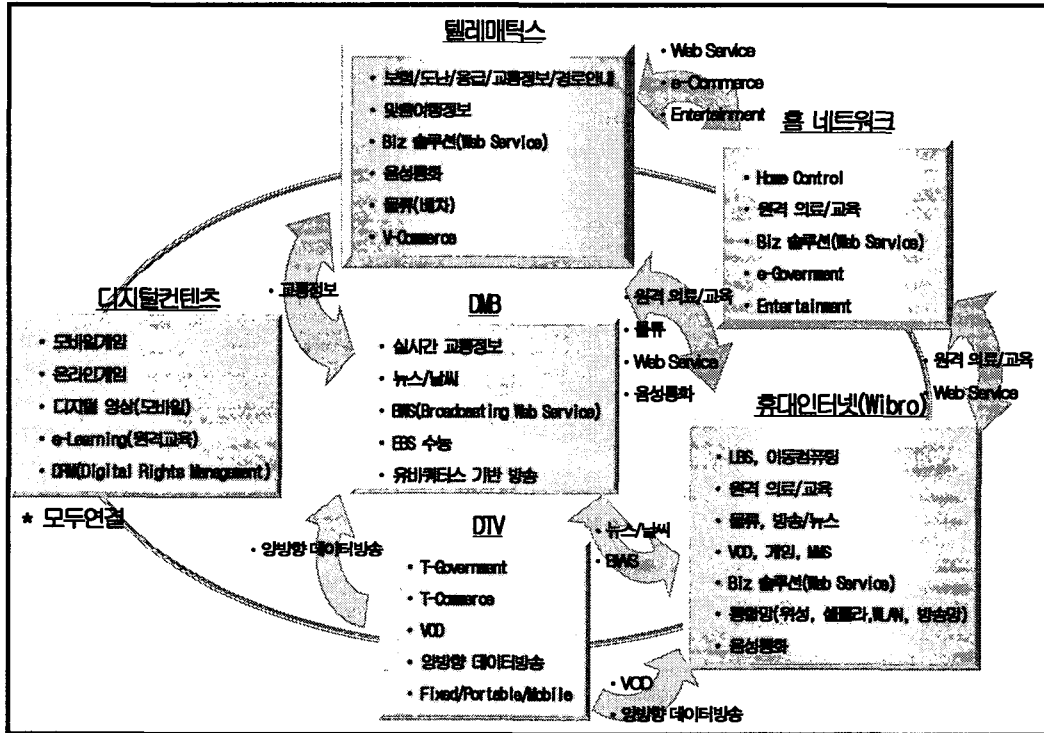 텔레매틱스
• 보험/도난/응급/교통정보/경로안내
• 맞춤여행정보
• Biz 솔루션(Web Service)
• 음성통화
• 물류(배차)
• V-Commerce
• Web Service
• e-Commerce
• Entertainment
홈 네트워크
• Home Control
• 원격 의료/교육
• Biz 솔루션(Web Service)
• e-Goverment
• Entertainment
• 교통정보
디지털컨텐츠
• 모바일게임
• 온라인게임
• 디지털 영상(모바일)
• e-Learning(원격교육)
• DRM(Digital Rights Management)
* 모두연결
DMB
• 실시간 교통정보
• 뉴스/날씨
• BWS(Broadcasting Web Service)
• EBS 수능
• 유비쿼터스 기반 방송
• 원격 의료/교육
• 물류
• Web Service
• 음성통화
• 원격 의료/교육
• Web Service
휴대인터넷(Wibro)
• LBS, 이동컴퓨팅
• 원격 의료/교육
• 물류, 방송/뉴스
• VOD, 게임, MMS
• Biz 솔루션(Web Service)
• 통합망(위성, 셀룰라,WLAN, 방송망)
• 음성통화
• 양방향 데이터방송
DTV
• T-Goverment
• T-Commerce
• VOD
• 양방향 데이터방송
• Fixed/Portable/Mobile
• 뉴스/날씨
• BWS
• VOD
• 양방향 데이터방송